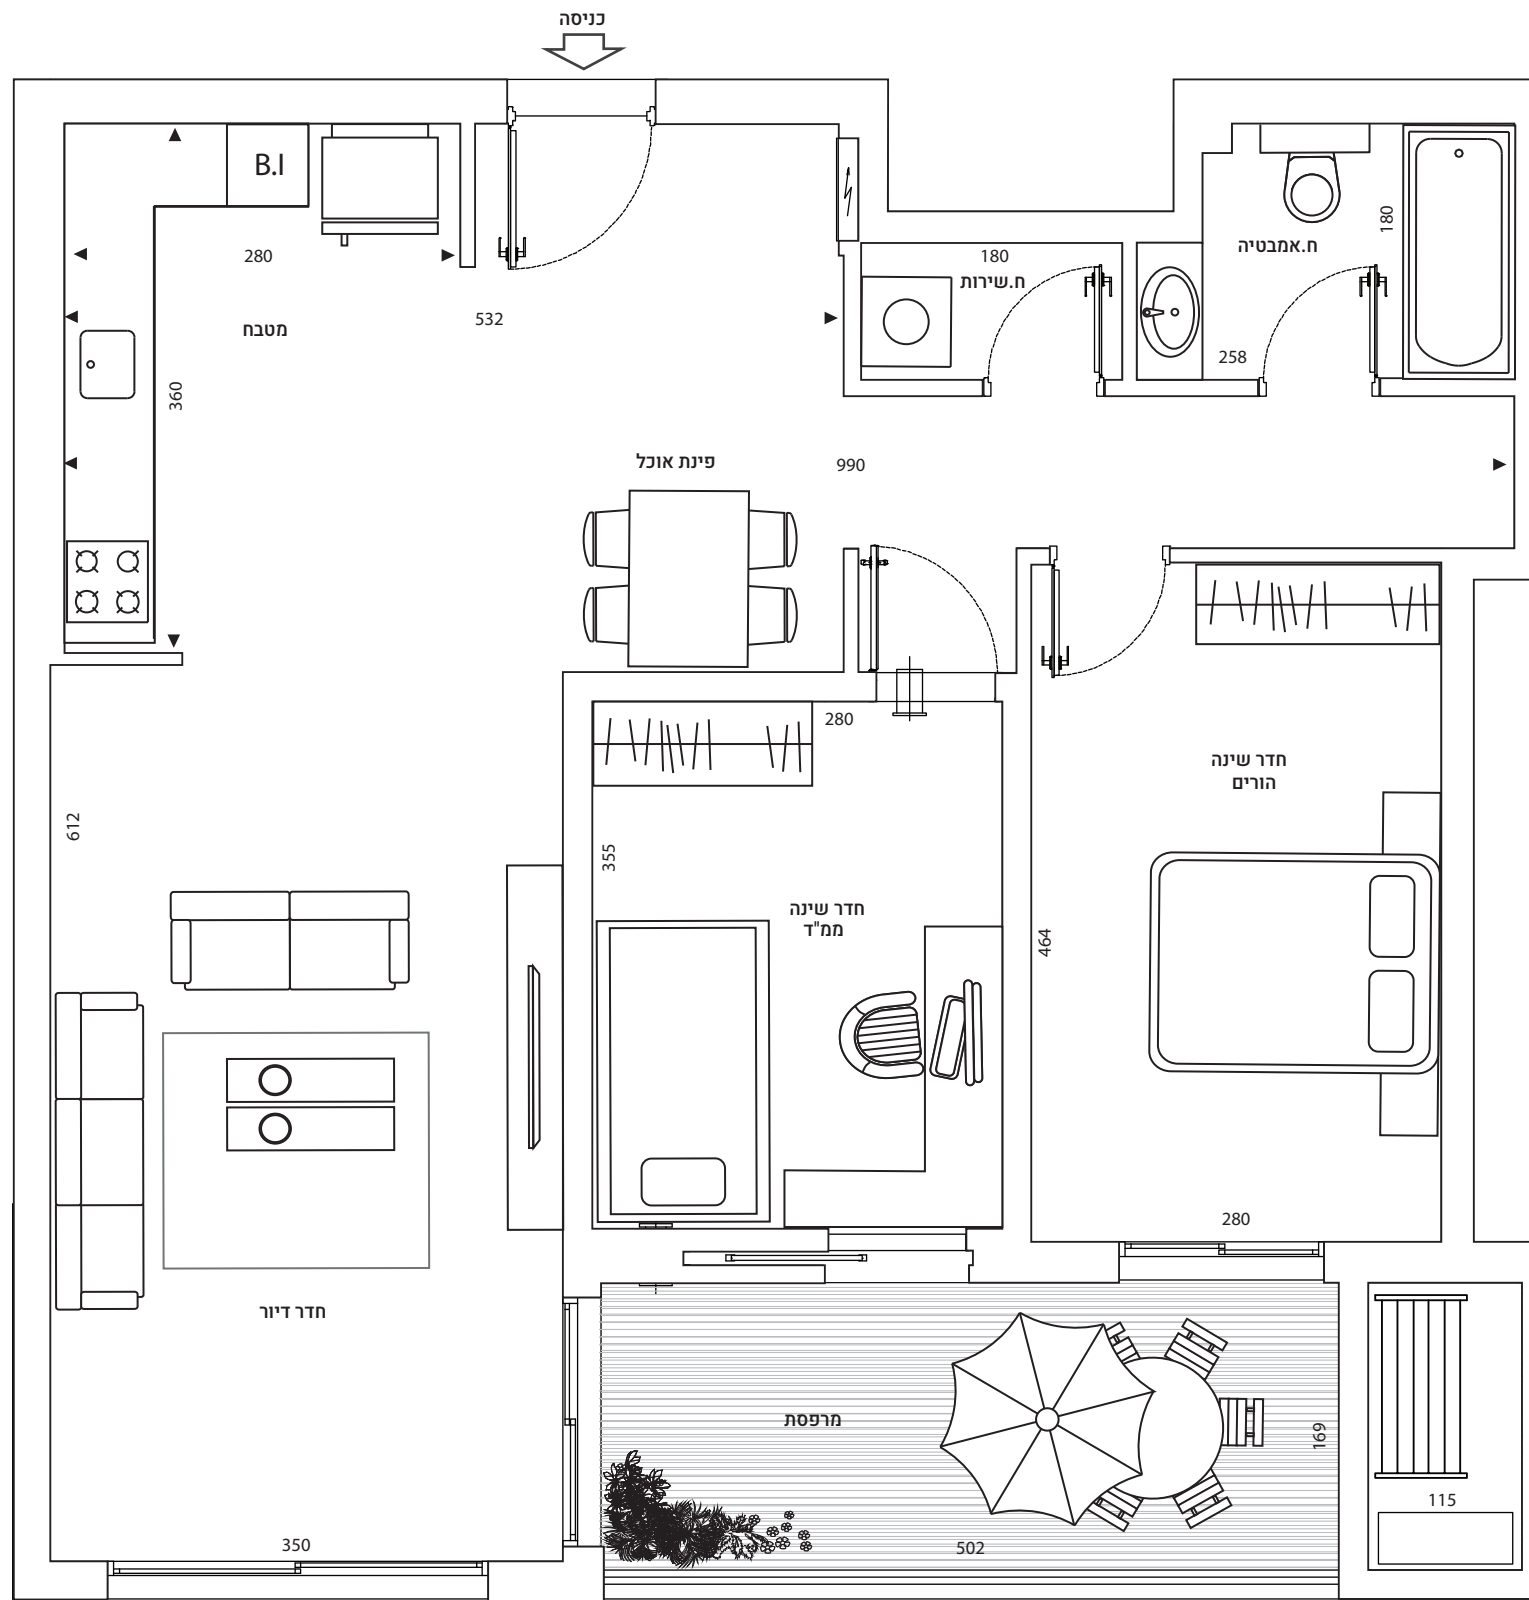 כניסה
B.I
280
מטבח
532
360
180
ח.שירות
ח.אמבטיה
180
258
פינת אוכל
990
280
חדר שינה
הורים
612
355
חדר שינה
ממ"ד
464
280
חדר דיור
מרפסת
169
115
350
502